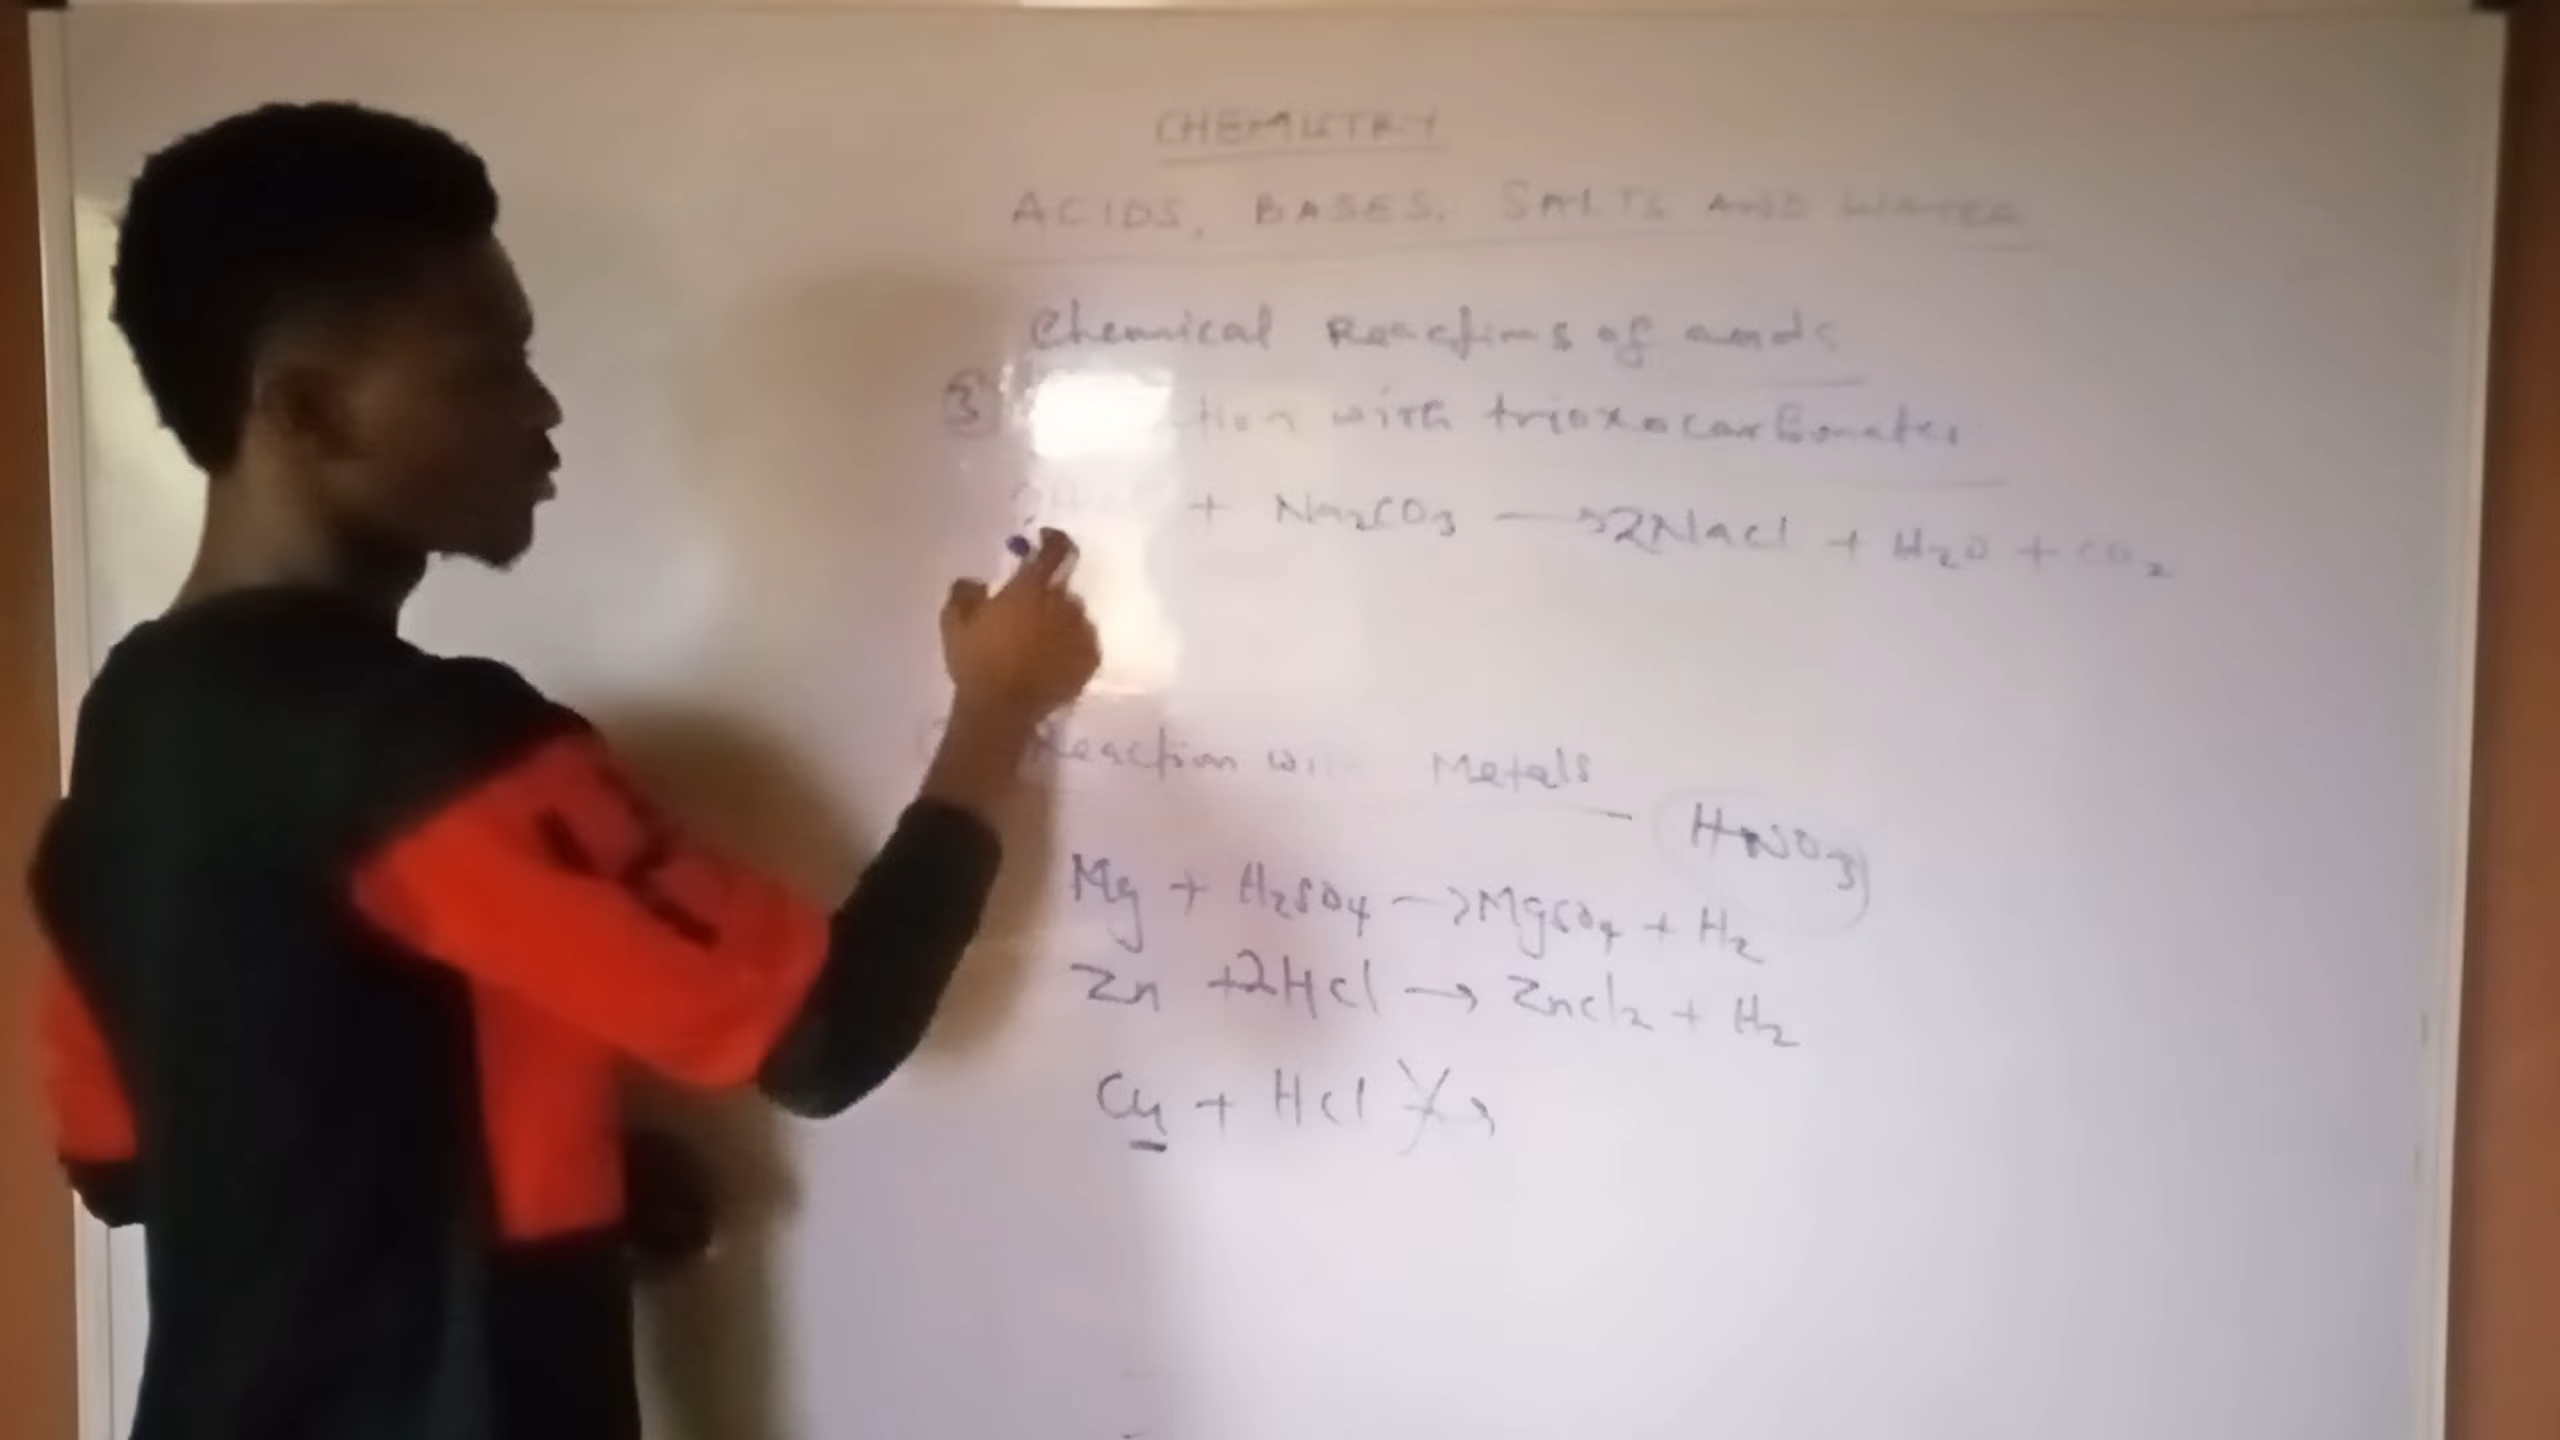 CHEMISTRY
ACIDS, BASES, SALTS AND WATER
Chemical Reactions of acids
3 tion with trioxocarbonates
+ Na₂CO₃ → 2NaCl + H₂O + CO₂
Reaction wi Metals
HNO₃
Mg + H₂SO₄ → MgSO₄ + H₂
Zn +2HCl → ZnCl₂ + H₂
Cu + HCl